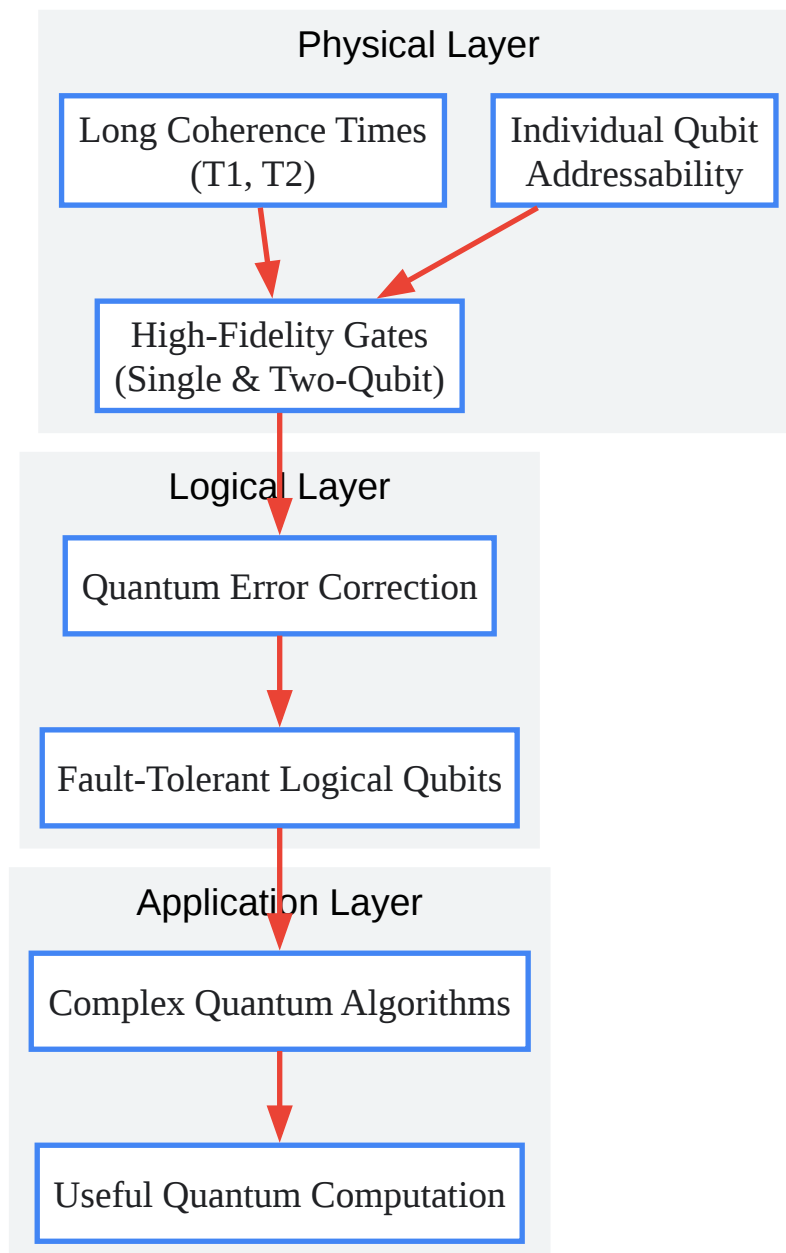 Physical Layer
Long Coherence Times
(T1, T2)
Individual Qubit
Addressability
High-Fidelity Gates
(Single & Two-Qubit)
Logical Layer
Quantum Error Correction
Fault-Tolerant Logical Qubits
Application Layer
Complex Quantum Algorithms
Useful Quantum Computation